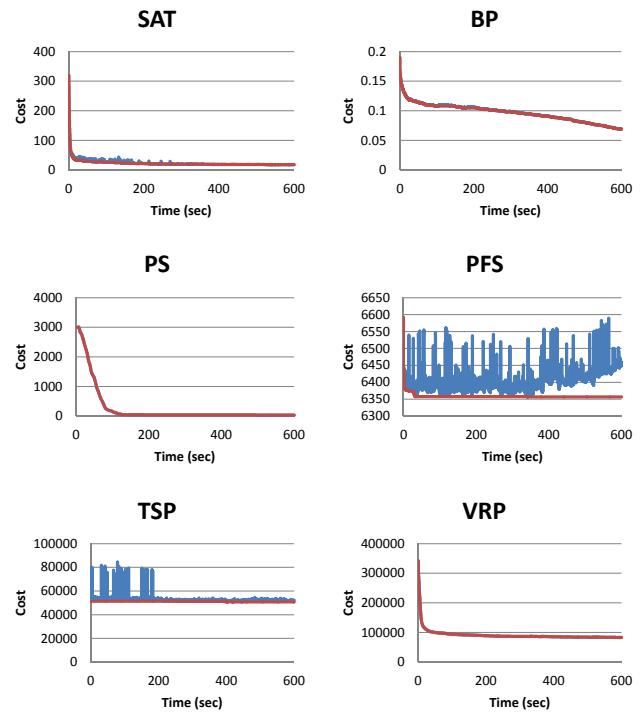 SAT
400
300
200
100
0
Cost
0 200 400 600
Time (sec)
BP
0.2
0.15
0.1
0.05
0
Cost
0 200 400 600
Time (sec)
PS
4000
3000
2000
1000
0
Cost
0 200 400 600
Time (sec)
PFS
6650
6600
6550
6500
6450
6400
6350
6300
Cost
0 200 400 600
Time (sec)
TSP
100000
80000
60000
40000
20000
0
Cost
0 200 400 600
Time (sec)
VRP
400000
300000
200000
100000
0
Cost
0 200 400 600
Time (sec)